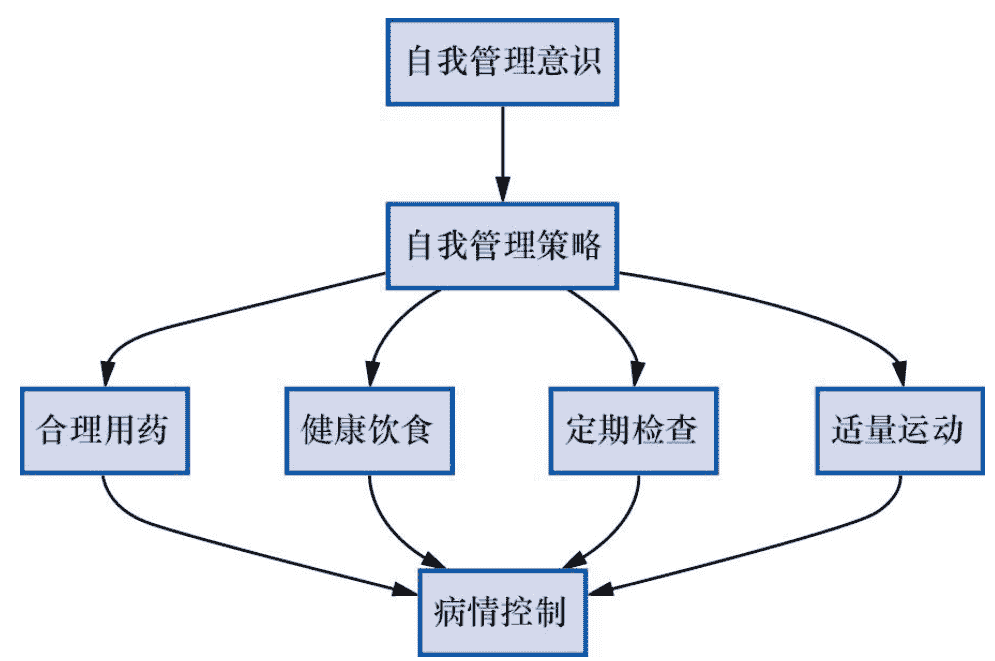 自我管理意识
自我管理策略
合理用药
健康饮食
定期检查
适量运动
病情控制